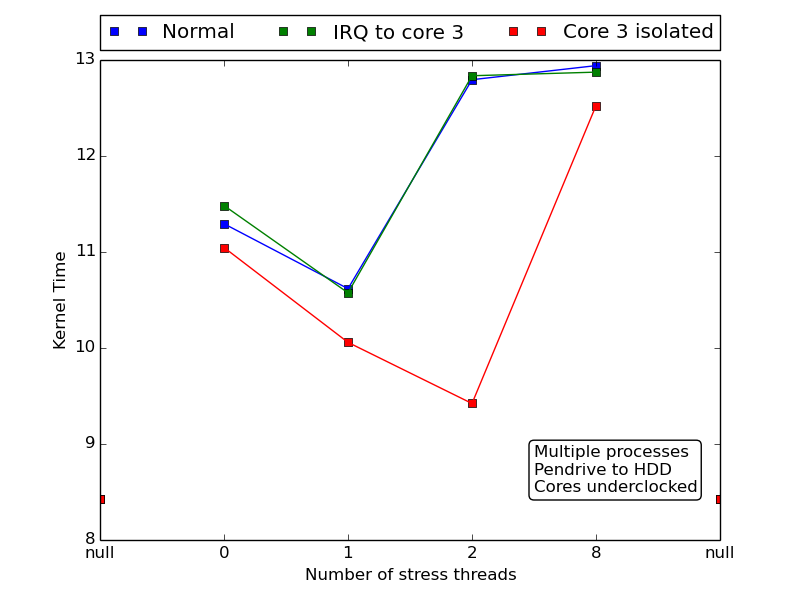 Normal IRQ to core 3 Core 3 isolated
13
12
11
10
9
8
Kernel Time
Multiple processes
Pendrive to HDD
Cores underclocked
null 0 1 2 8 null
Number of stress threads